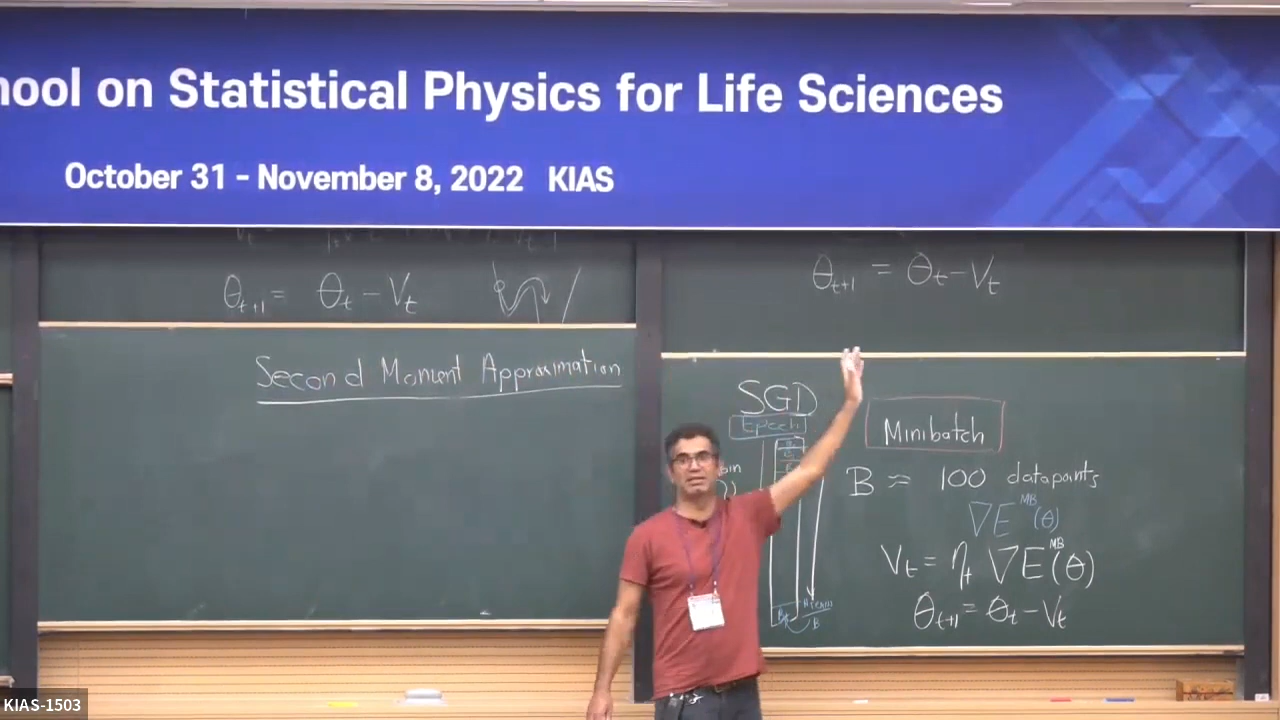 hool on Statistical Physics for Life Sciences
October 31 - November 8, 2022 KIAS
θₜ₊₁ = θₜ - Vₜ
θₜ₊₁ = θₜ - Vₜ
Second Moment Approximation
SGD
Epoch
Minibatch
B ≈ 100 datapoints
∇E^MB(θ)
Vₜ = ηₜ ∇E^MB(θ)
θₜ₊₁ = θₜ - Vₜ
KIAS-1503